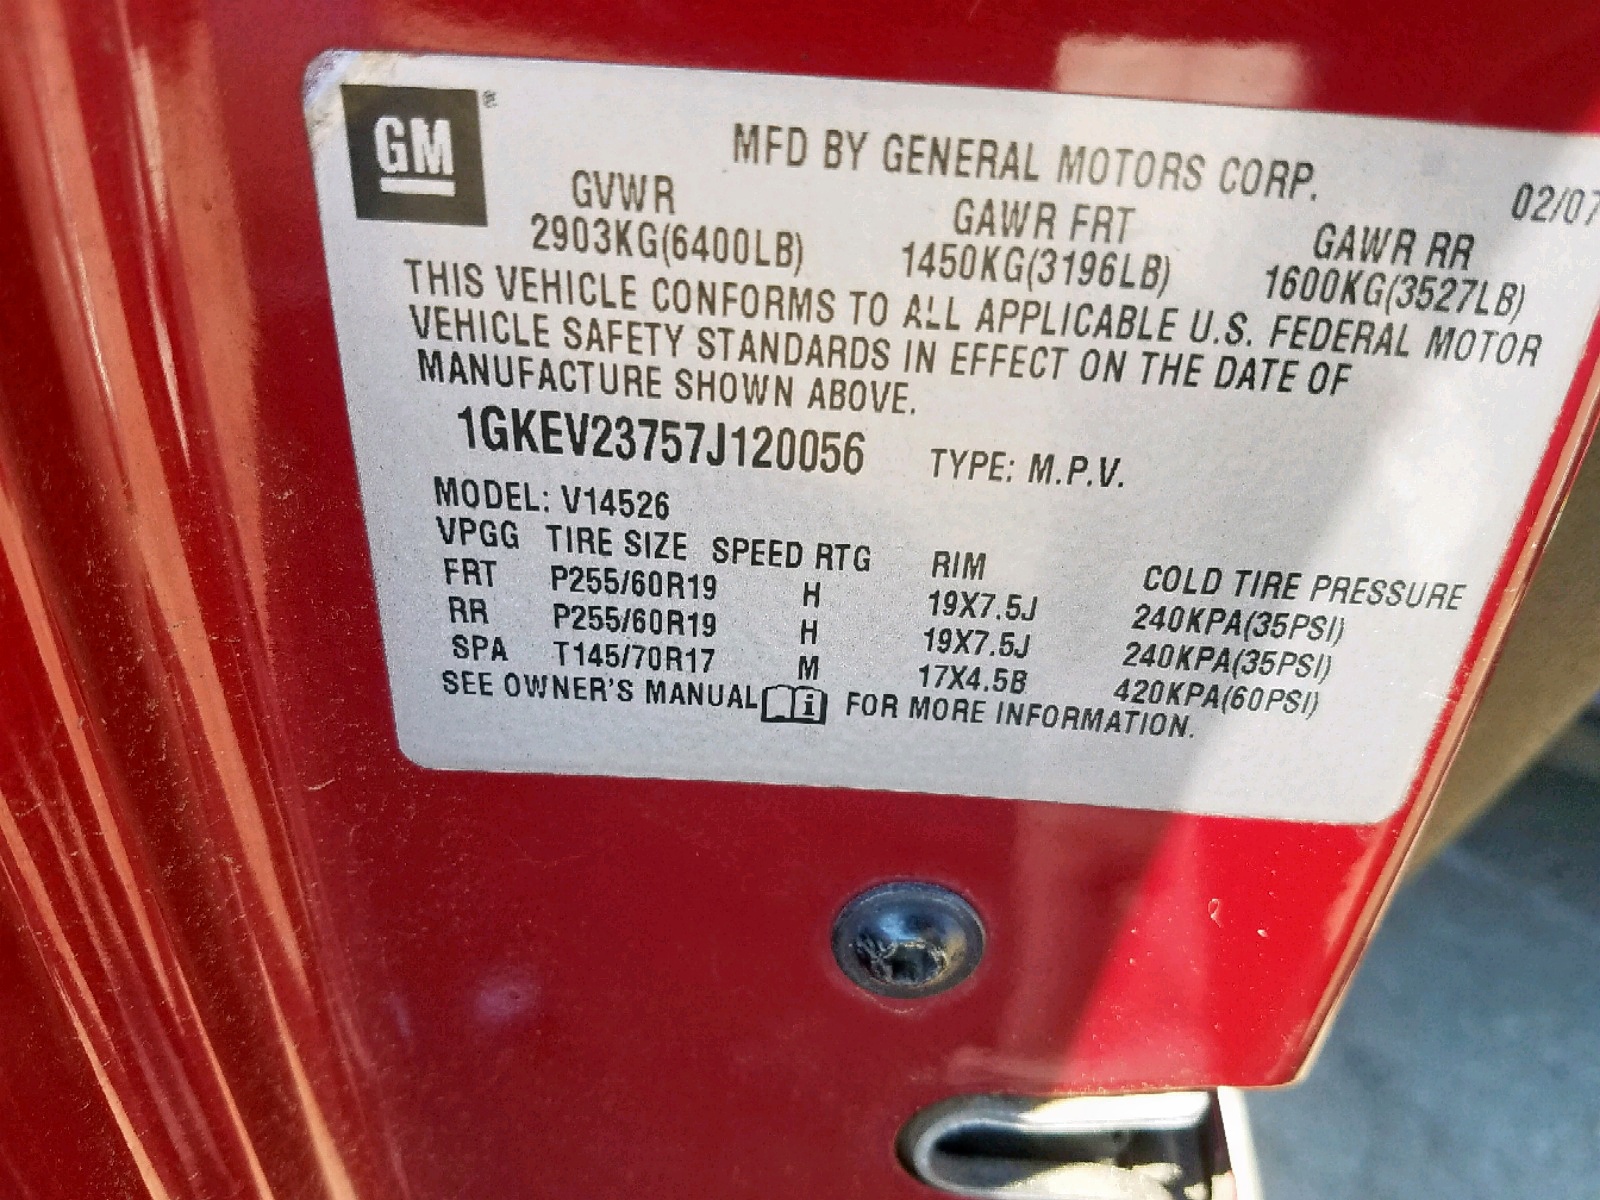 GM ®
MFD BY GENERAL MOTORS CORP. 02/07
GVWR GAWR FRT GAWR RR
2903KG(6400LB) 1450KG(3196LB) 1600KG(3527LB)
THIS VEHICLE CONFORMS TO ALL APPLICABLE U.S. FEDERAL MOTOR
VEHICLE SAFETY STANDARDS IN EFFECT ON THE DATE OF
MANUFACTURE SHOWN ABOVE.
1GKEV23757J120056 TYPE: M.P.V.
MODEL: V14526
VPGG TIRE SIZE SPEED RTG RIM COLD TIRE PRESSURE
FRT P255/60R19 H 19X7.5J 240KPA(35PSI)
RR P255/60R19 H 19X7.5J 240KPA(35PSI)
SPA T145/70R17 M 17X4.5B 420KPA(60PSI)
SEE OWNER'S MANUAL i FOR MORE INFORMATION.